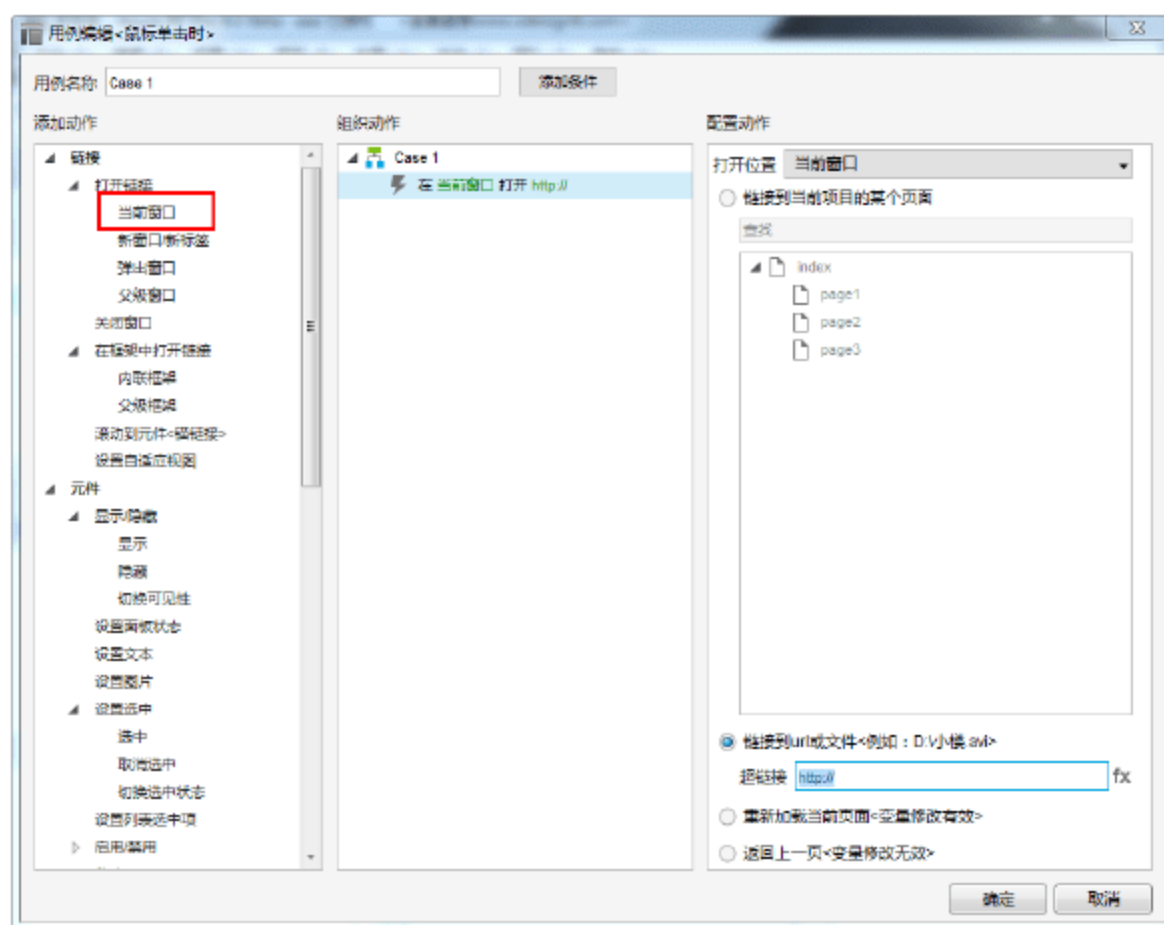 用例编辑<鼠标单击时>
用例名称 Case 1 添加条件
添加动作
链接
打开链接
当前窗口
新窗口/新标签
弹出窗口
父级窗口
关闭窗口
在框架中打开链接
内联框架
父级框架
滚动到元件<锚链接>
设置自适应视图
元件
显示/隐藏
显示
隐藏
切换可见性
设置面板状态
设置文本
设置图片
设置选中
选中
取消选中
切换选中状态
设置列表选中项
启用/禁用
组织动作
Case 1
在 当前窗口 打开 http://
配置动作
打开位置 当前窗口
链接到当前项目的某个页面
查找
index
page1
page2
page3
链接到url或文件<例如：D:\小楼.avi>
超链接 http:// fx
重新加载当前页面<变量修改有效>
返回上一页<变量修改无效>
确定 取消